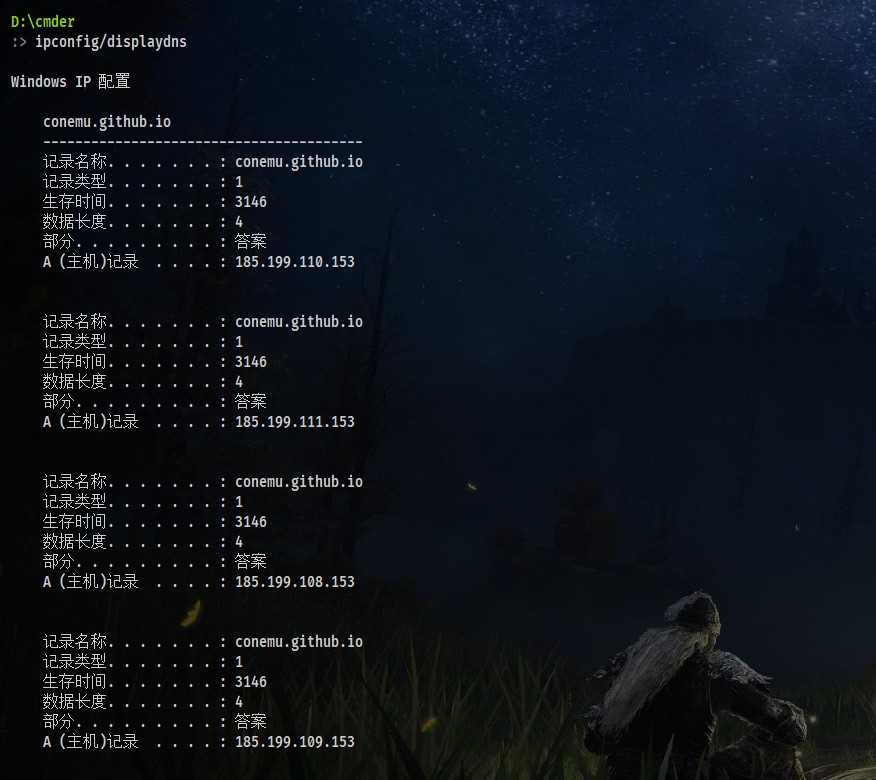 D:\cmder
:> ipconfig/displaydns
Windows IP 配置
conemu.github.io
----------------------------------------
记录名称. . . . . . . : conemu.github.io
记录类型. . . . . . . : 1
生存时间. . . . . . . : 3146
数据长度. . . . . . . : 4
部分. . . . . . . . . : 答案
A (主机)记录  . . . . : 185.199.110.153
记录名称. . . . . . . : conemu.github.io
记录类型. . . . . . . : 1
生存时间. . . . . . . : 3146
数据长度. . . . . . . : 4
部分. . . . . . . . . : 答案
A (主机)记录  . . . . : 185.199.111.153
记录名称. . . . . . . : conemu.github.io
记录类型. . . . . . . : 1
生存时间. . . . . . . : 3146
数据长度. . . . . . . : 4
部分. . . . . . . . . : 答案
A (主机)记录  . . . . : 185.199.108.153
记录名称. . . . . . . : conemu.github.io
记录类型. . . . . . . : 1
生存时间. . . . . . . : 3146
数据长度. . . . . . . : 4
部分. . . . . . . . . : 答案
A (主机)记录  . . . . : 185.199.109.153